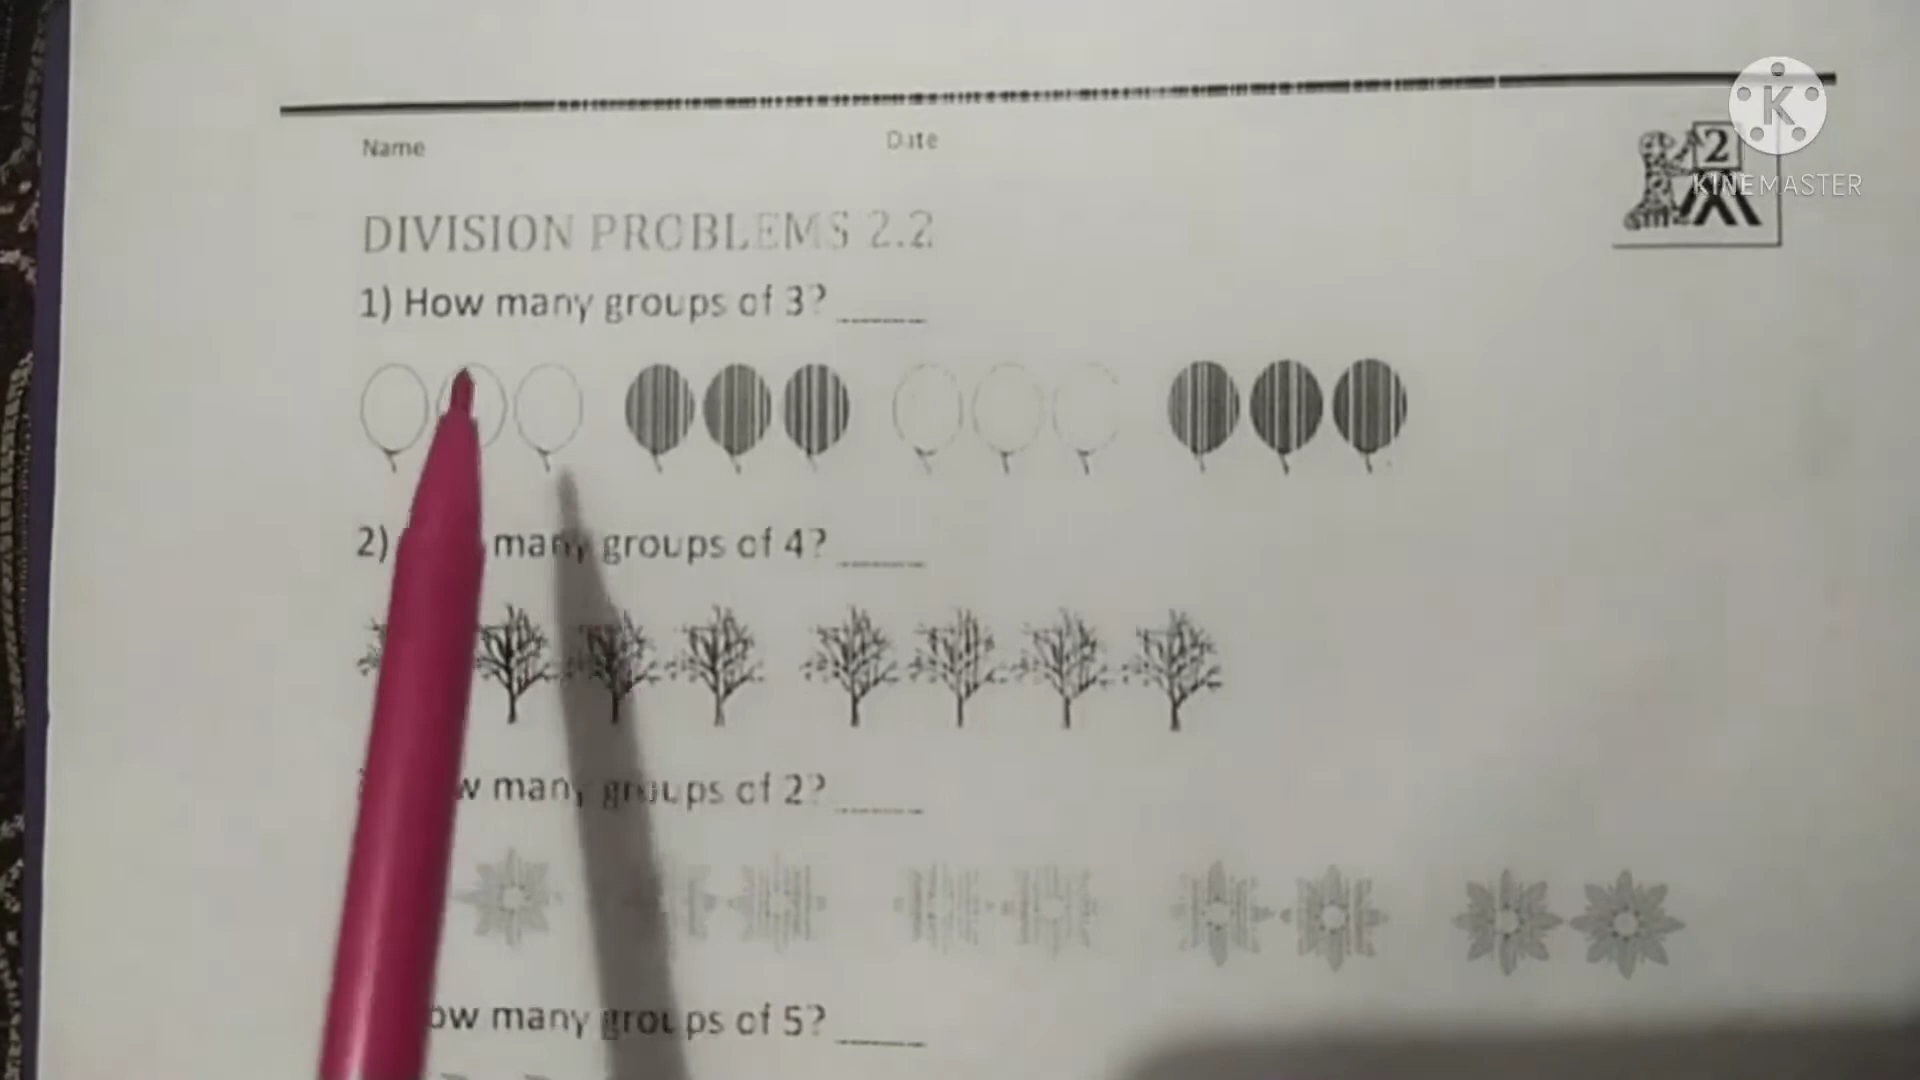 Name Date
2
KINEMASTER
DIVISION PROBLEMS 2.2
1) How many groups of 3? _____
2) many groups of 4? _____
many groups of 2? _____
ow many groups of 5? _____